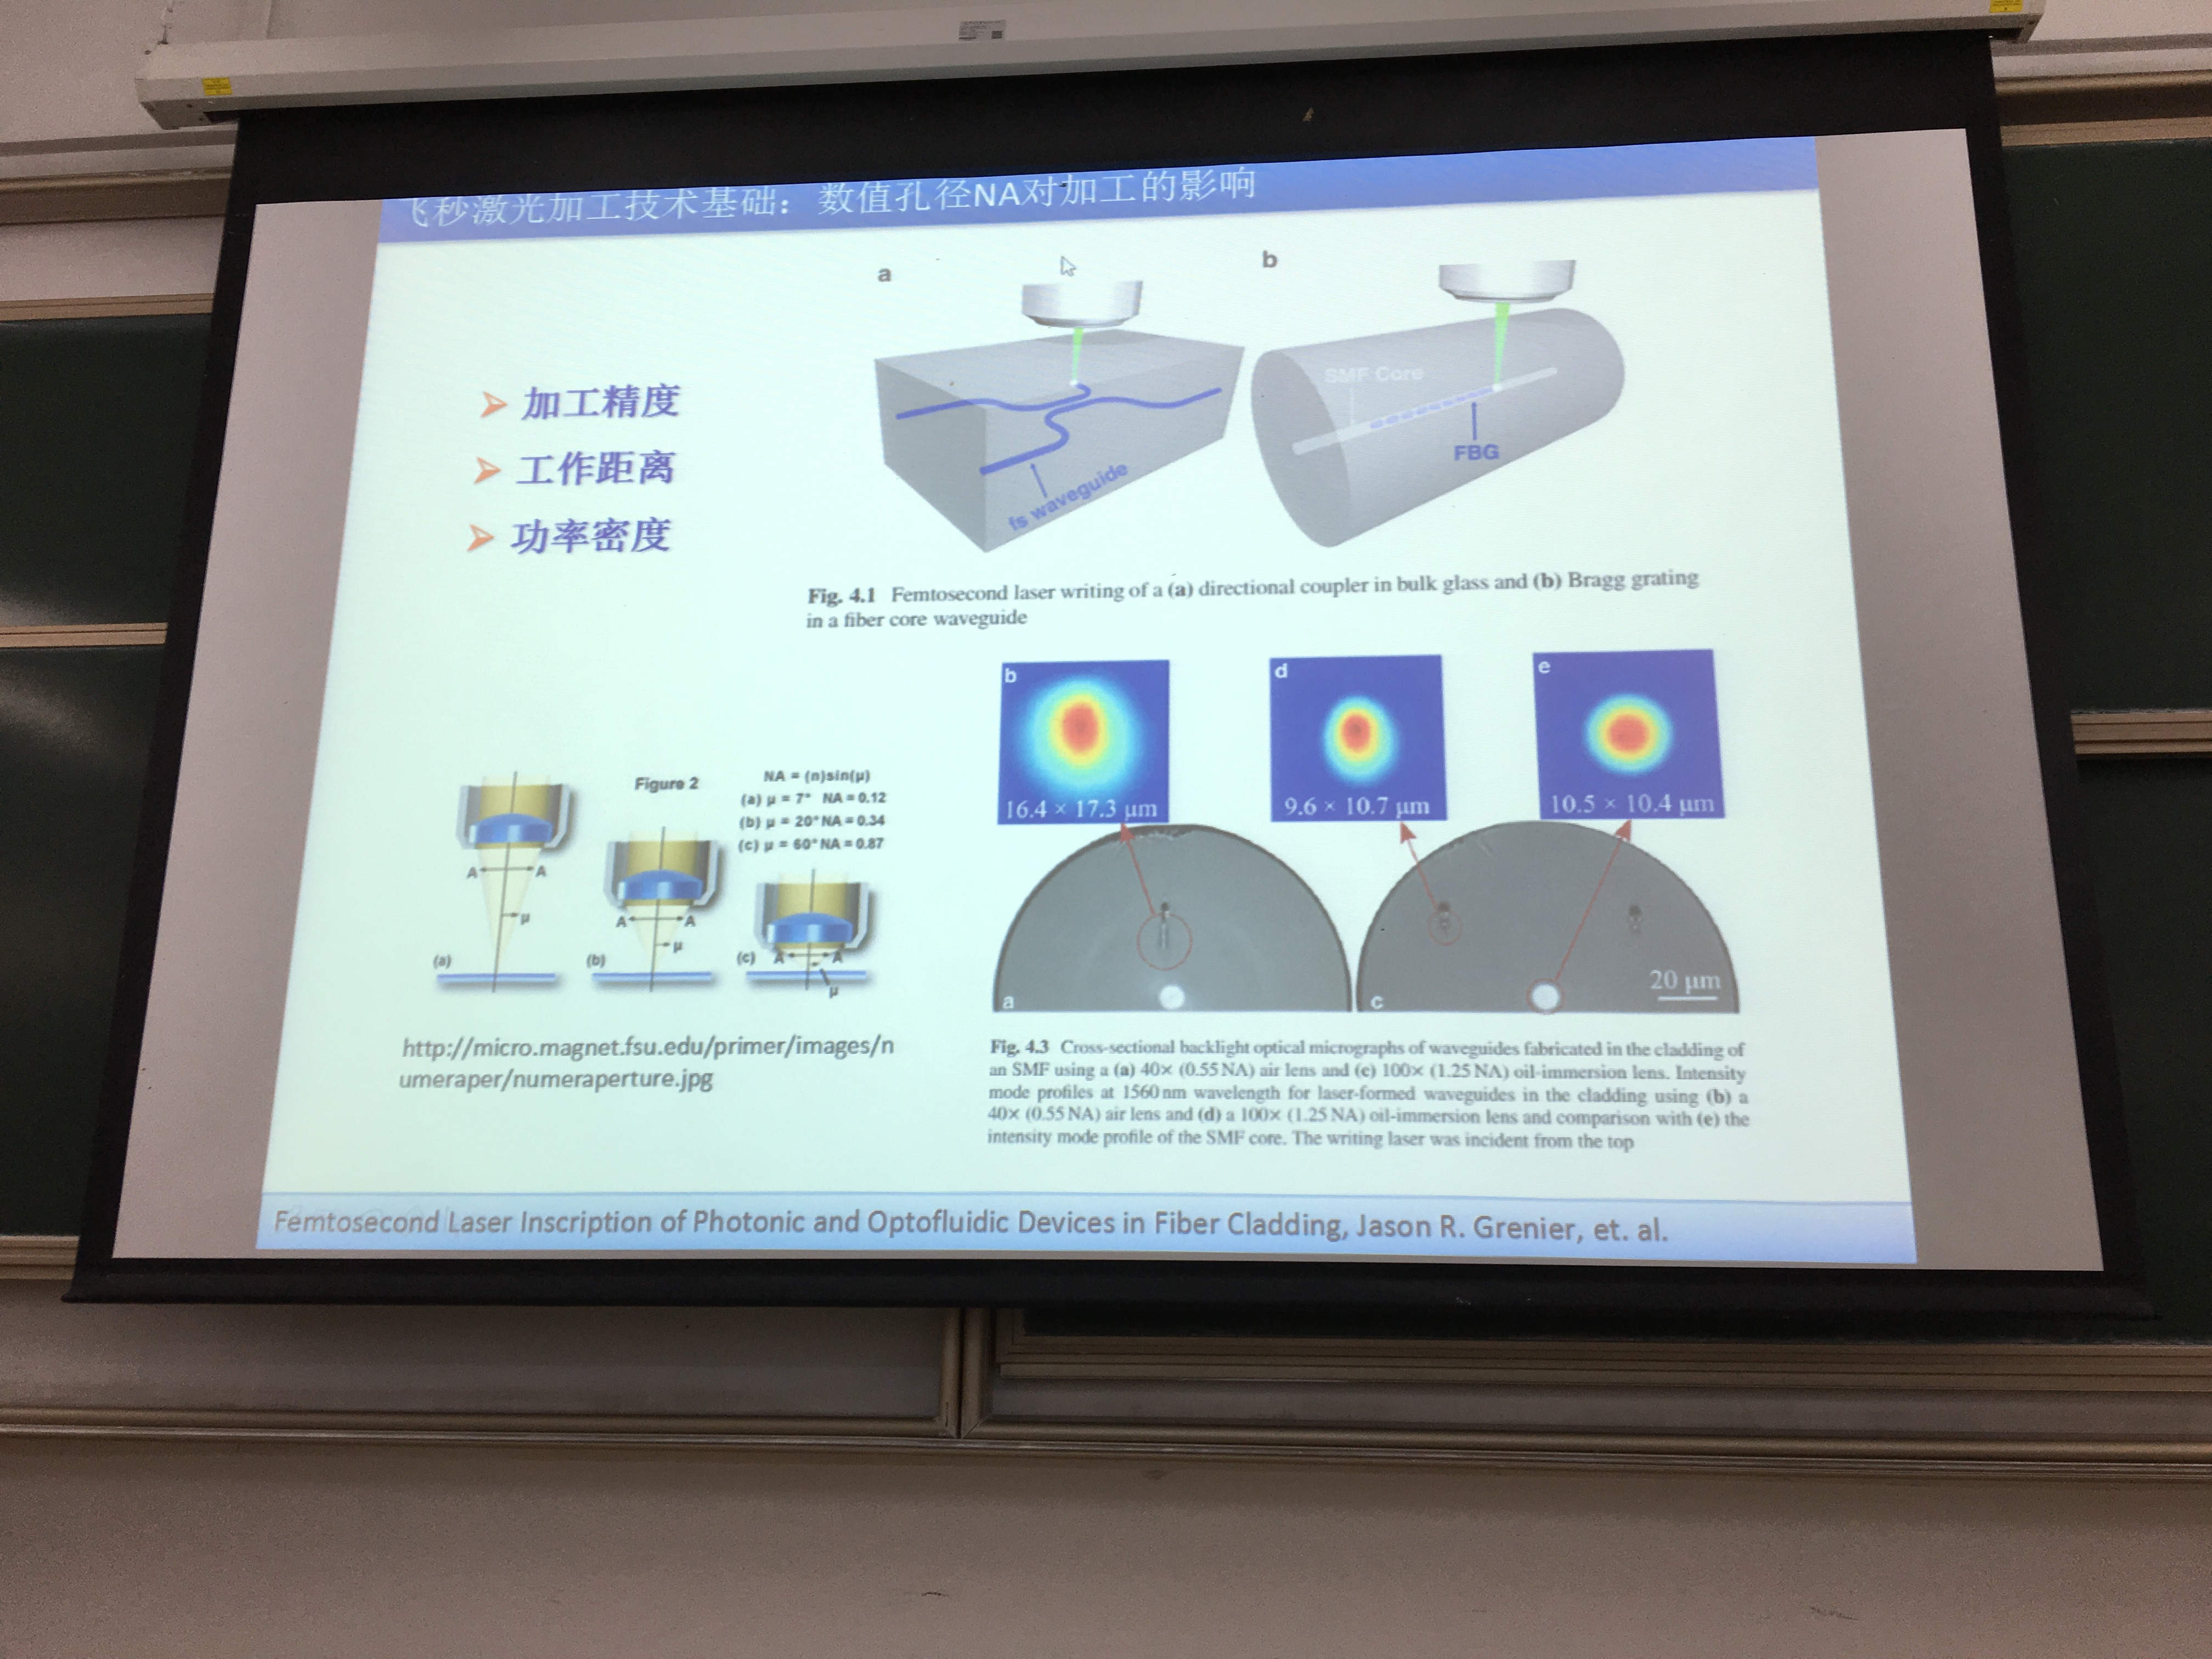 飞秒激光加工技术基础：数值孔径NA对加工的影响
加工精度
工作距离
功率密度
a
b
SMF Core
FBG
fs waveguide
Fig. 4.1 Femtosecond laser writing of a (a) directional coupler in bulk glass and (b) Bragg grating
in a fiber core waveguide
Figure 2
NA = (n)sin(μ)
(a) μ = 7° NA = 0.12
(b) μ = 20° NA = 0.34
(c) μ = 60° NA = 0.87
A A
μ
(a)
A A
μ
(b)
A A
μ
(c)
http://micro.magnet.fsu.edu/primer/images/n
umeraper/numeraperture.jpg
b
16.4 × 17.3 μm
d
9.6 × 10.7 μm
e
10.5 × 10.4 μm
a
c
20 μm
Fig. 4.3 Cross-sectional backlight optical micrographs of waveguides fabricated in the cladding of
an SMF using a (a) 40× (0.55 NA) air lens and (c) 100× (1.25 NA) oil-immersion lens. Intensity
mode profiles at 1560 nm wavelength for laser-formed waveguides in the cladding using (b) a
40× (0.55 NA) air lens and (d) a 100× (1.25 NA) oil-immersion lens and comparison with (e) the
intensity mode profile of the SMF core. The writing laser was incident from the top
Femtosecond Laser Inscription of Photonic and Optofluidic Devices in Fiber Cladding, Jason R. Grenier, et. al.